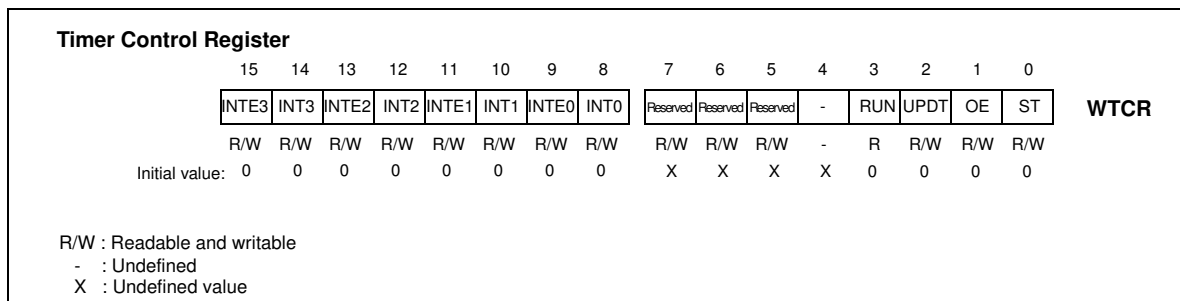 Timer Control Register
15 14 13 12 11 10 9 8 7 6 5 4 3 2 1 0
INTE3 INT3 INTE2 INT2 INTE1 INT1 INTE0 INT0 Reserved Reserved Reserved - RUN UPDT OE ST WTCR
R/W R/W R/W R/W R/W R/W R/W R/W R/W R/W R/W - R R/W R/W R/W
Initial value: 0 0 0 0 0 0 0 0 X X X X 0 0 0 0
R/W : Readable and writable
- : Undefined
X : Undefined value